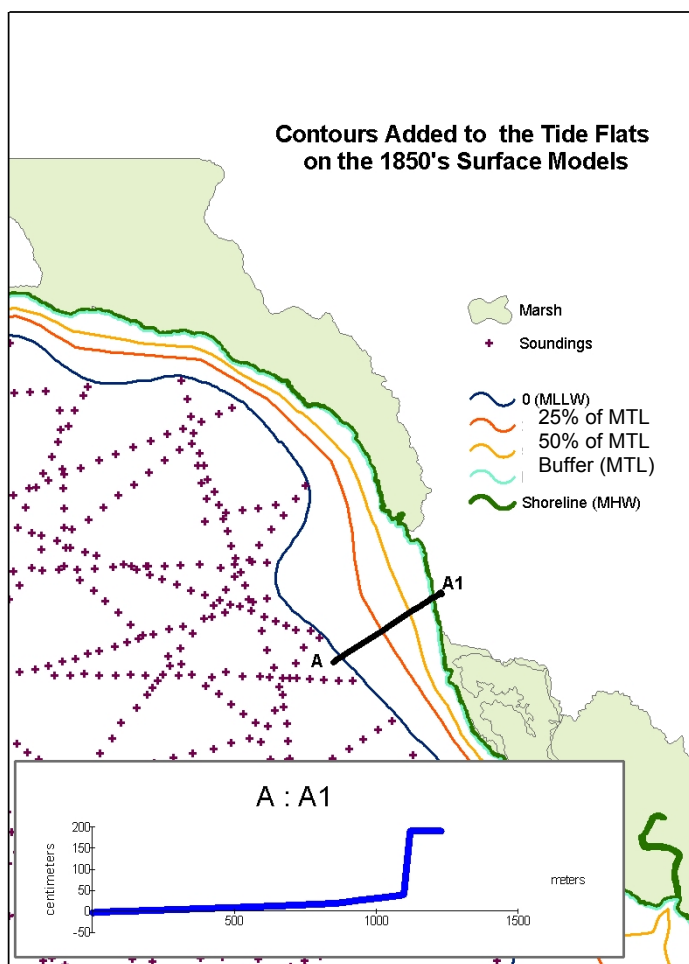 Contours Added to the Tide Flats
on the 1850's Surface Models
Marsh
Soundings
0 (MLLW)
25% of MTL
50% of MTL
Buffer (MTL)
Shoreline (MHW)
A1
A
A : A1
200
150
100
50
0
-50
centimeters
500
1000
1500
meters